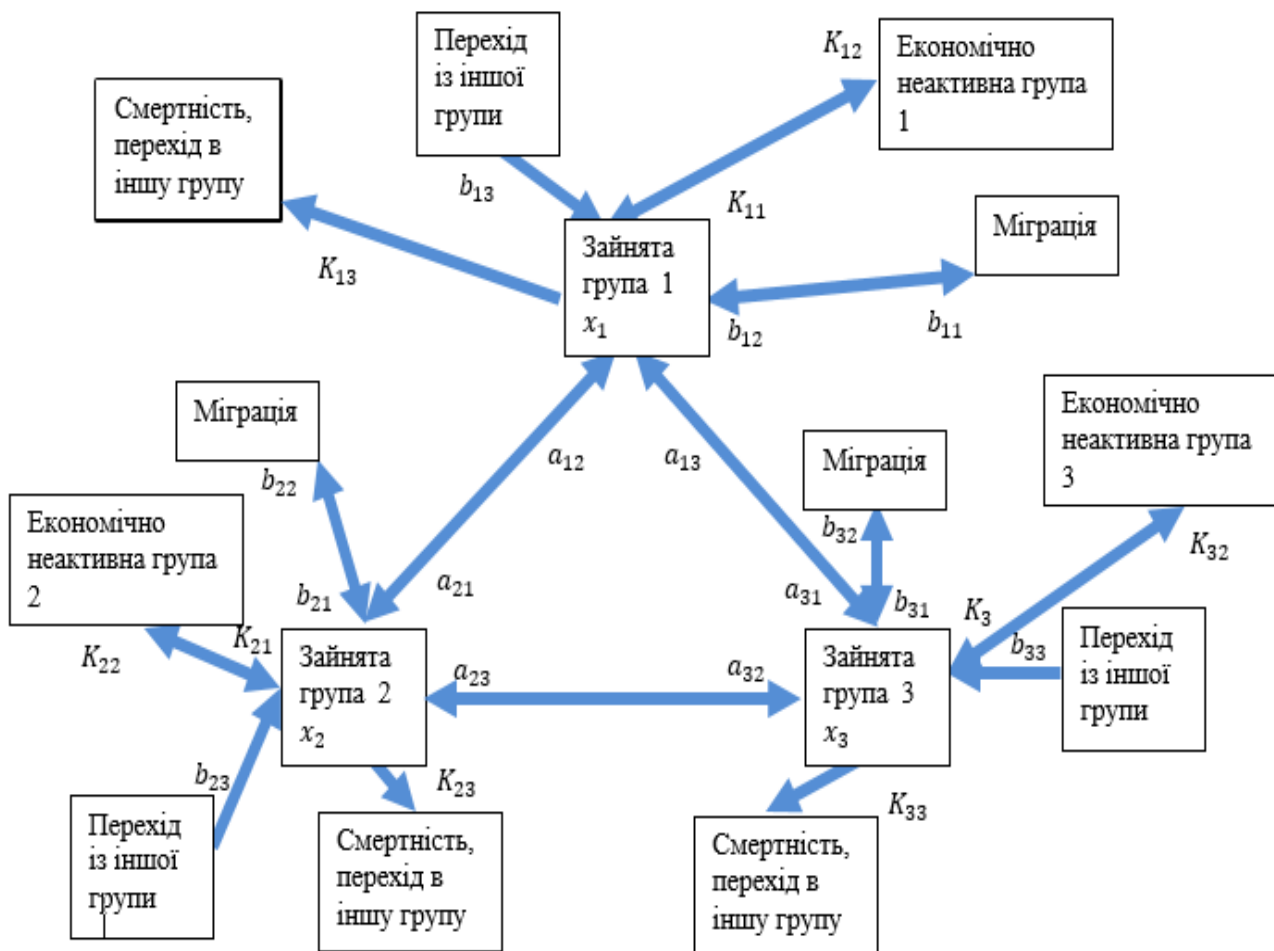 Перехід
із іншої
групи
K₁₂
Економічно
неактивна група
1
Смертність,
перехід в
іншу групу
b₁₃
K₁₁
Міграція
Зайнята
група 1
x₁
K₁₃
b₁₂
b₁₁
Міграція
a₁₂
a₁₃
Міграція
Економічно
неактивна група
3
b₂₂
b₃₂
K₃₂
Економічно
неактивна група
2
a₂₁
a₃₁
b₂₁
b₃₁
K₃
K₂₁
K₂₂
b₃₃
Зайнята
група 2
x₂
a₂₃
a₃₂
Зайнята
група 3
x₃
Перехід
із іншої
групи
b₂₃
K₂₃
K₃₃
Перехід
із іншої
групи
Смертність,
перехід в
іншу групу
Смертність,
перехід в
іншу групу